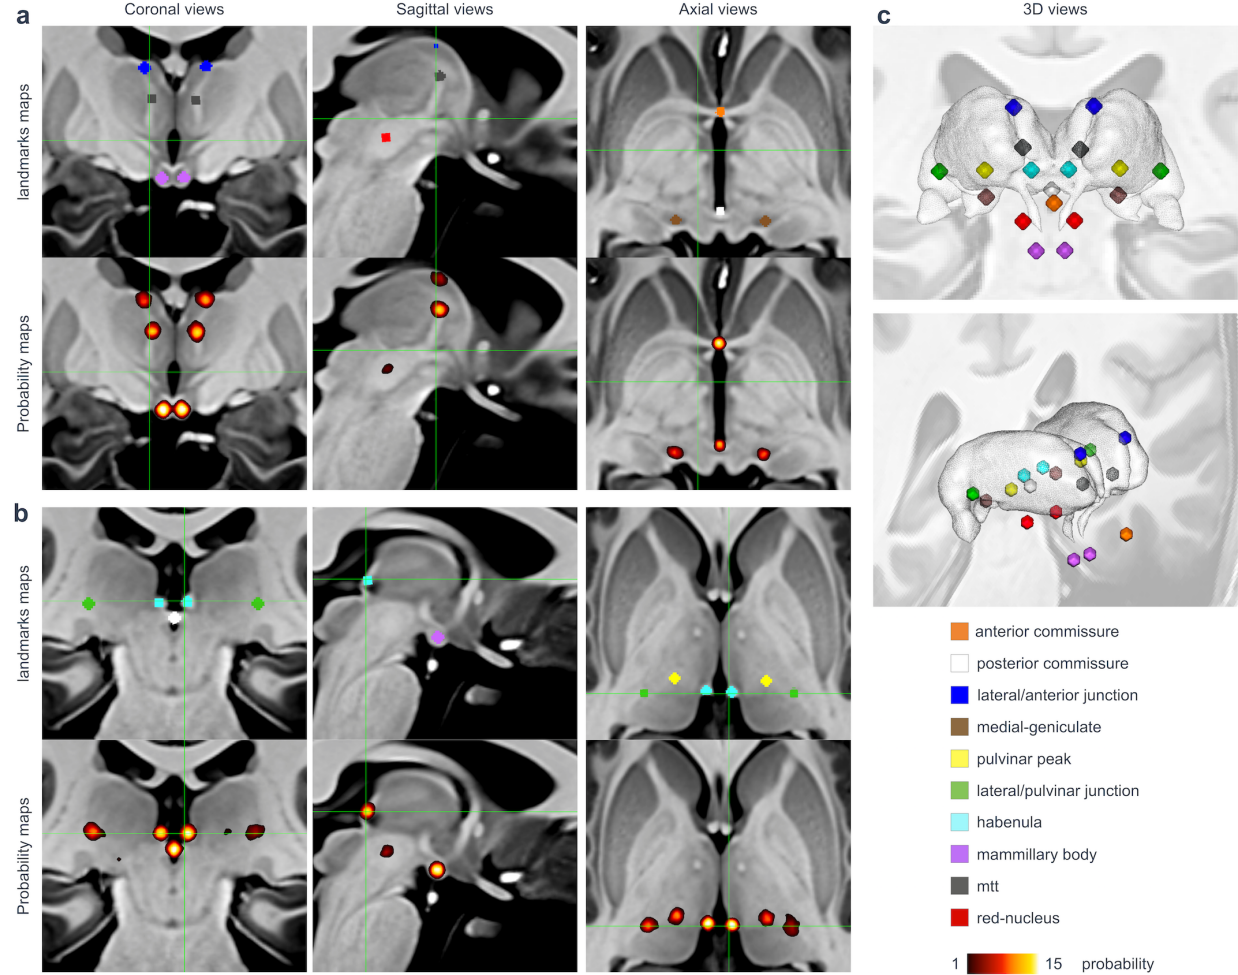 a
Coronal views
Sagittal views
Axial views
c
3D views
landmarks maps
Probability maps
b
landmarks maps
Probability maps
anterior commissure
posterior commissure
lateral/anterior junction
medial-geniculate
pulvinar peak
lateral/pulvinar junction
habenula
mammillary body
mtt
red-nucleus
1 15 probability